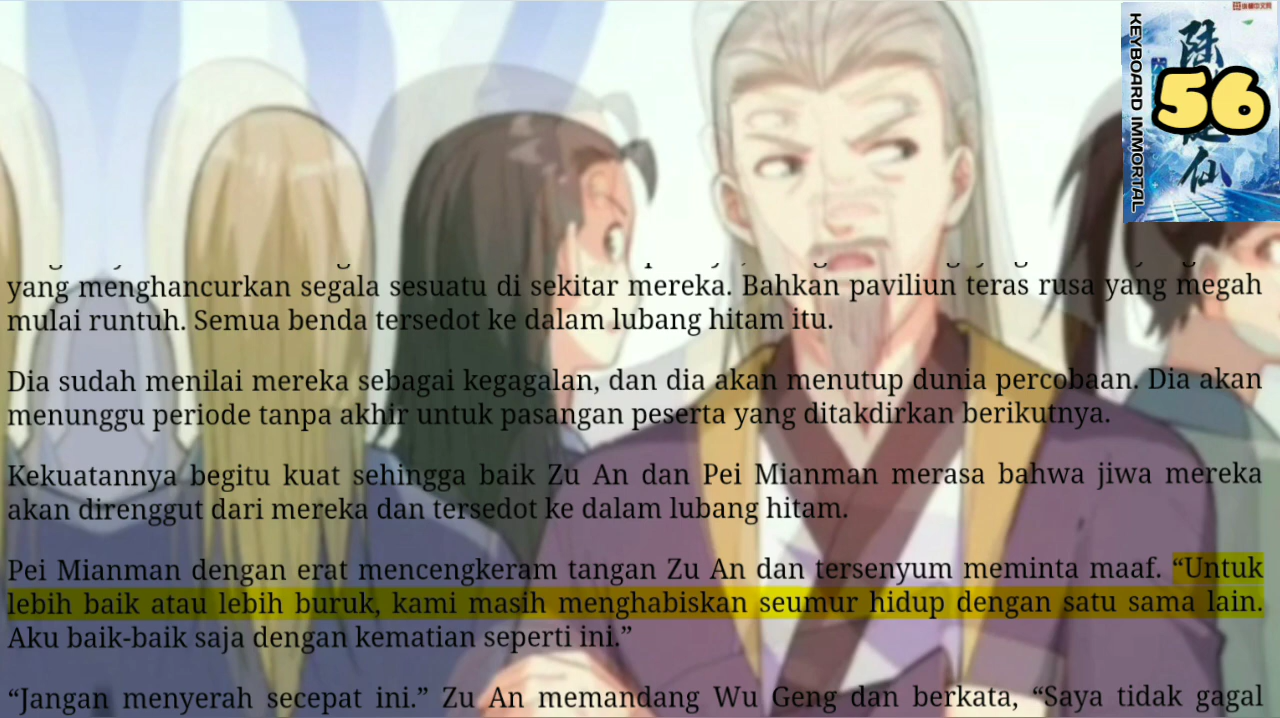 KEYBOARD IMMORTAL
56
yang menghancurkan segala sesuatu di sekitar mereka. Bahkan paviliun teras rusa yang megah
mulai runtuh. Semua benda tersedot ke dalam lubang hitam itu.
Dia sudah menilai mereka sebagai kegagalan, dan dia akan menutup dunia percobaan. Dia akan
menunggu periode tanpa akhir untuk pasangan peserta yang ditakdirkan berikutnya.
Kekuatannya begitu kuat sehingga baik Zu An dan Pei Mianman merasa bahwa jiwa mereka
akan direnggut dari mereka dan tersedot ke dalam lubang hitam.
Pei Mianman dengan erat mencengkeram tangan Zu An dan tersenyum meminta maaf. “Untuk
lebih baik atau lebih buruk, kami masih menghabiskan seumur hidup dengan satu sama lain.
Aku baik-baik saja dengan kematian seperti ini.”
“Jangan menyerah secepat ini.” Zu An memandang Wu Geng dan berkata, “Saya tidak gagal